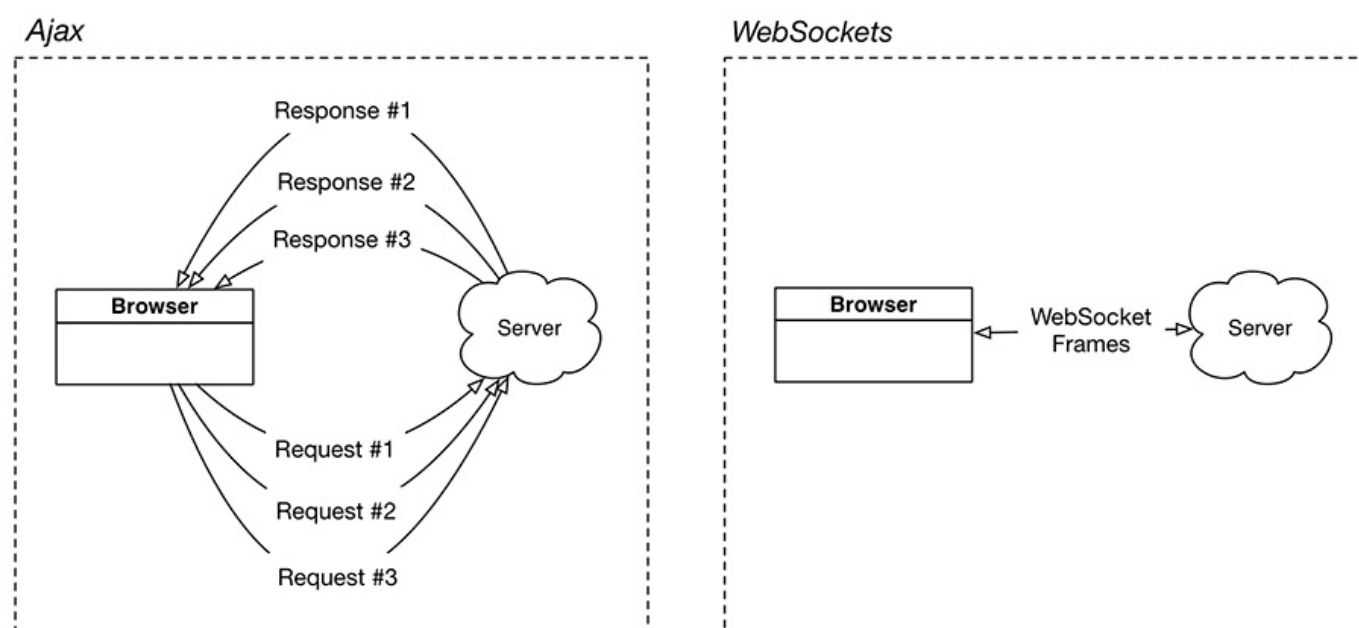 Ajax
Response #1
Response #2
Response #3
Browser
Server
Request #1
Request #2
Request #3
WebSockets
Browser
WebSocket
Frames
Server